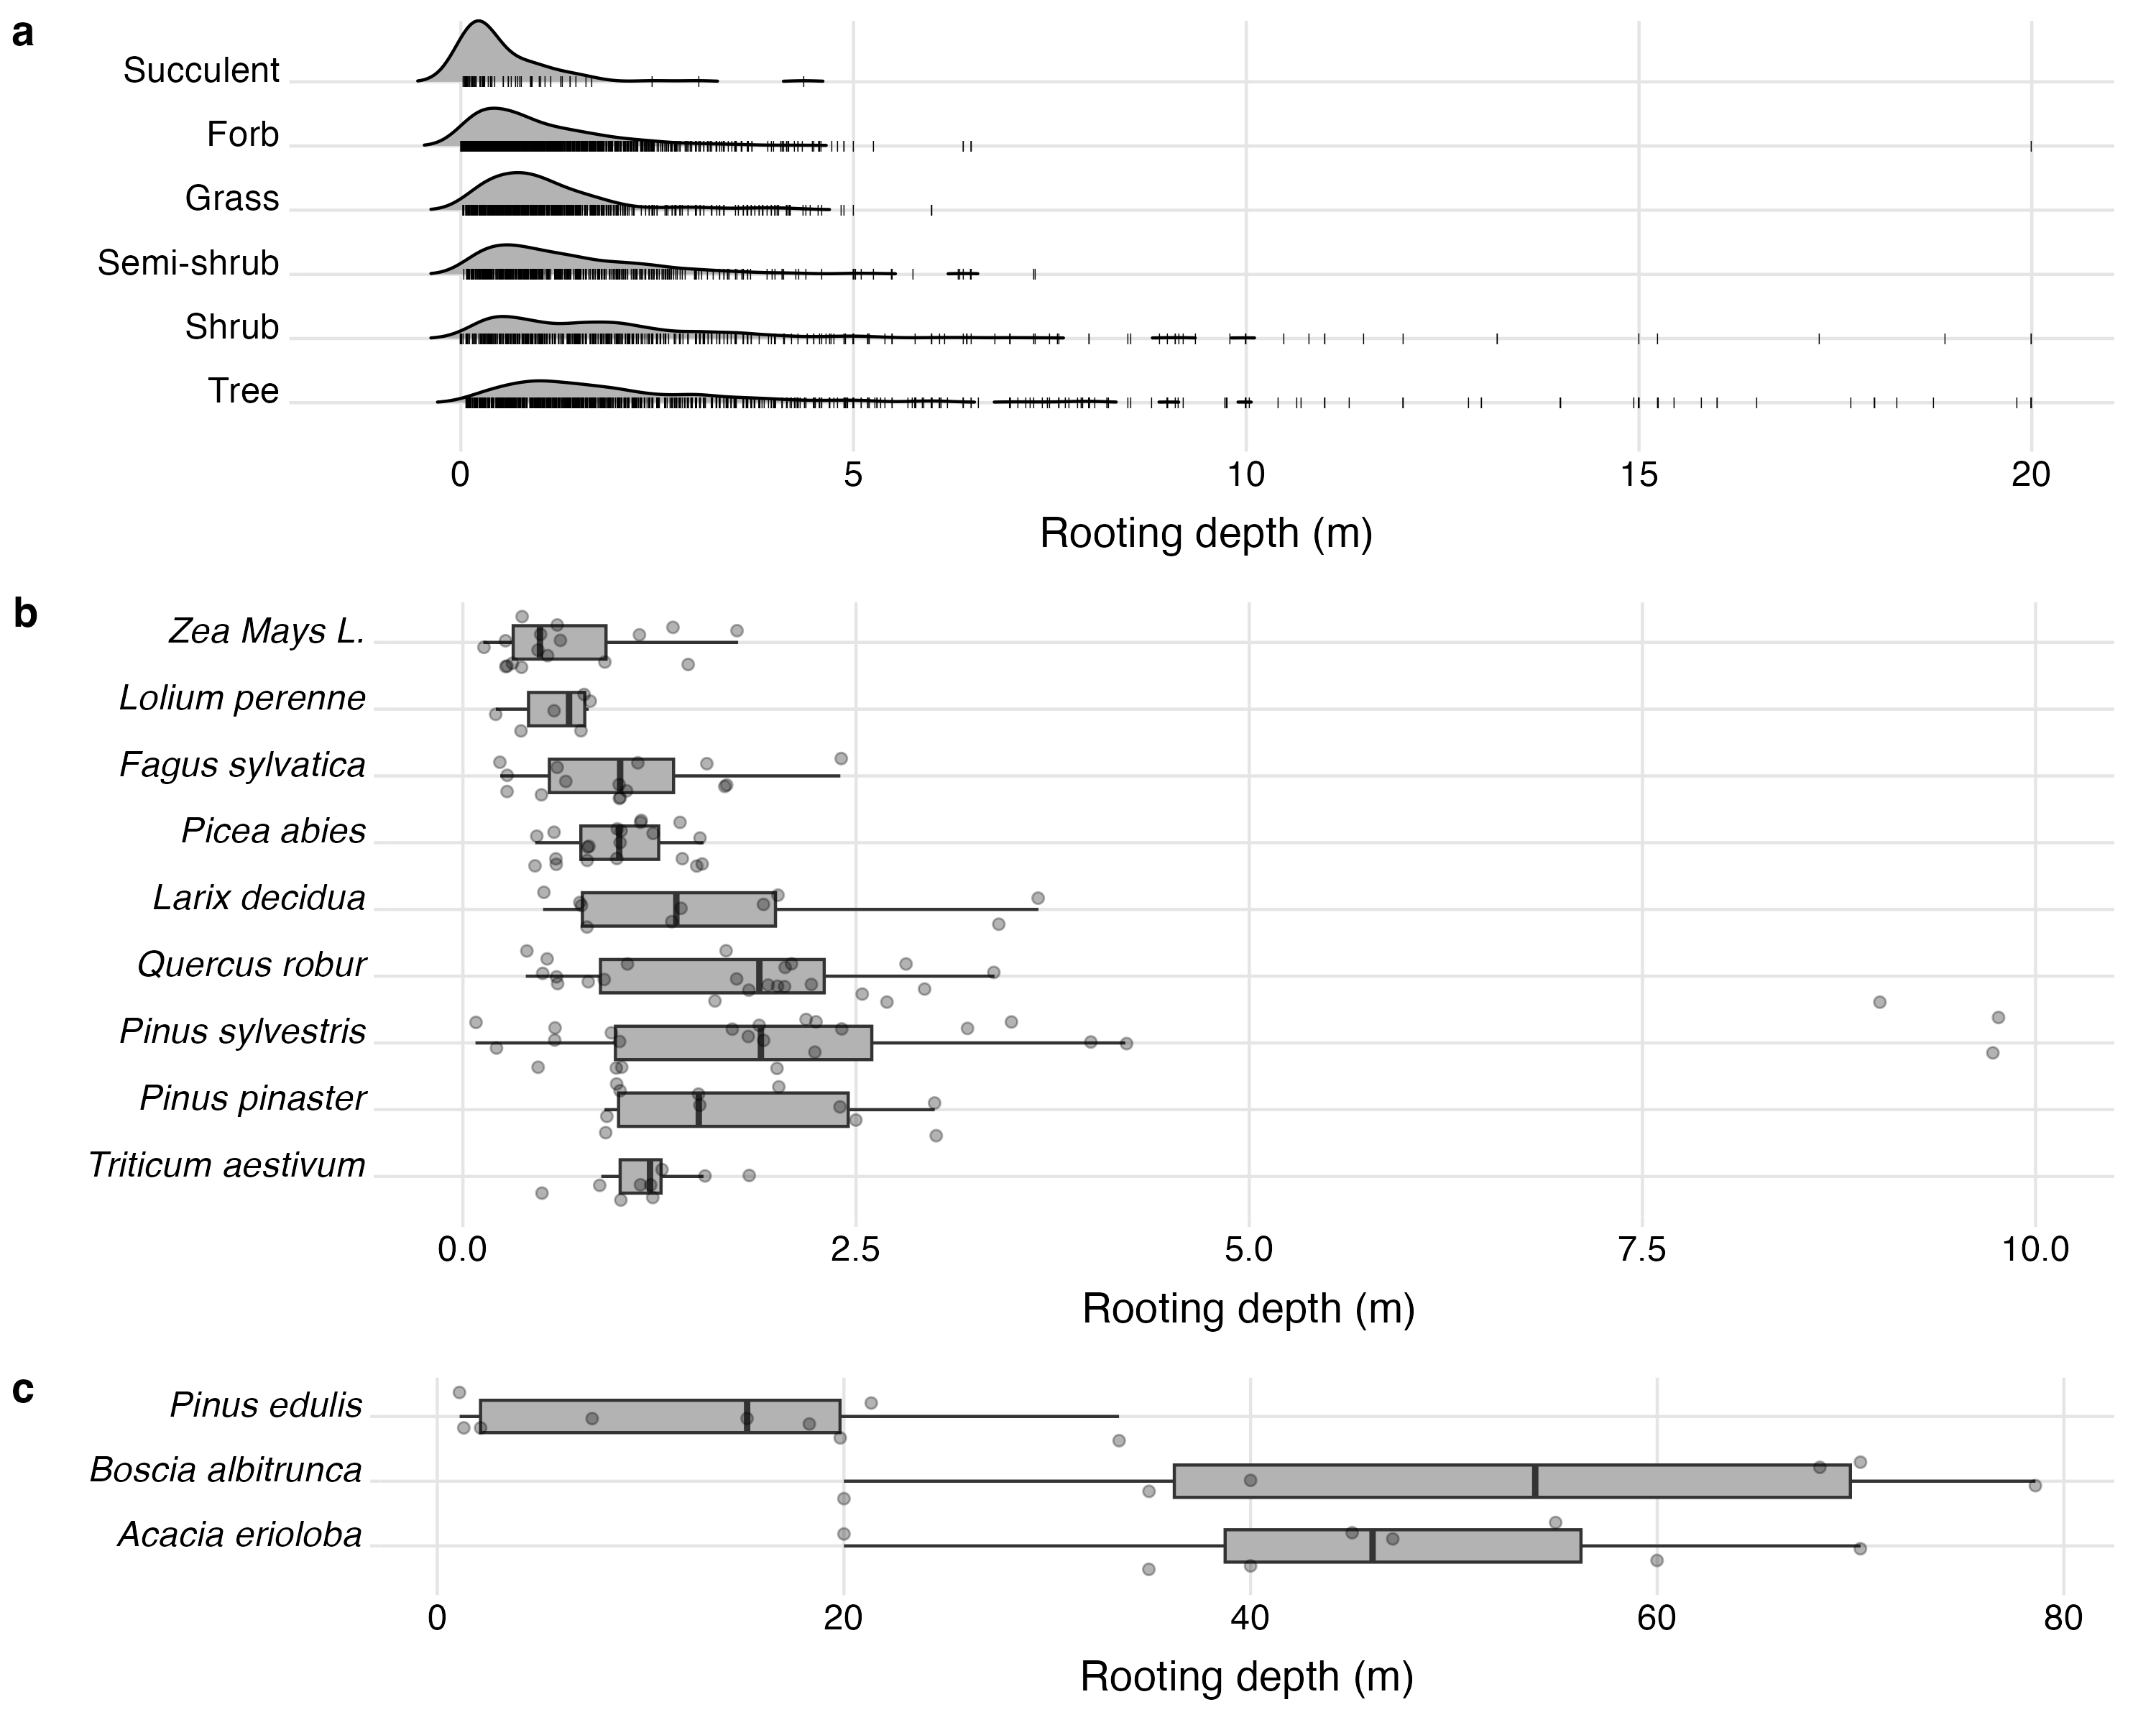 a
Succulent
Forb
Grass
Semi-shrub
Shrub
Tree
0 5 10 15 20
Rooting depth (m)
b
Zea Mays L.
Lolium perenne
Fagus sylvatica
Picea abies
Larix decidua
Quercus robur
Pinus sylvestris
Pinus pinaster
Triticum aestivum
0.0 2.5 5.0 7.5 10.0
Rooting depth (m)
c
Pinus edulis
Boscia albitrunca
Acacia erioloba
0 20 40 60 80
Rooting depth (m)